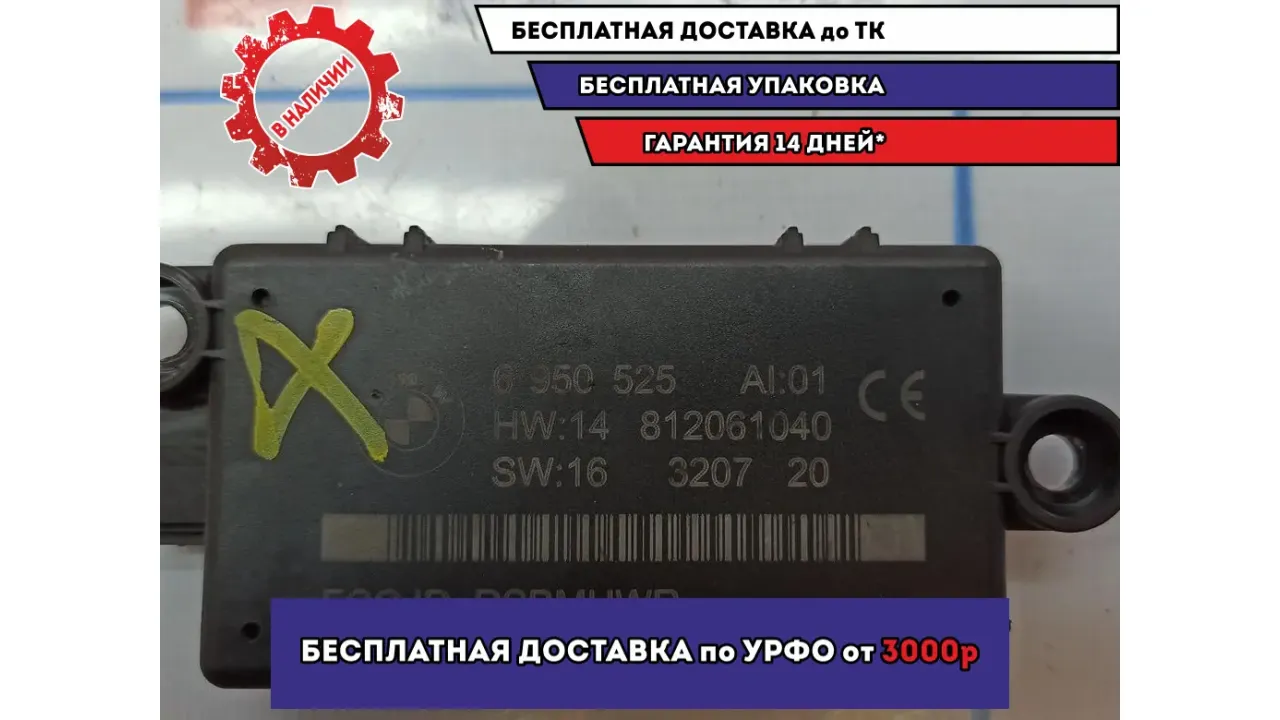 БЕСПЛАТНАЯ ДОСТАВКА до ТК
БЕСПЛАТНАЯ УПАКОВКА
В НАЛИЧИИ
ГАРАНТИЯ 14 ДНЕЙ*
6 950 525 AI:01
HW:14 812061040
SW:16 3207 20
CE
БЕСПЛАТНАЯ ДОСТАВКА по УРФО от 3000р